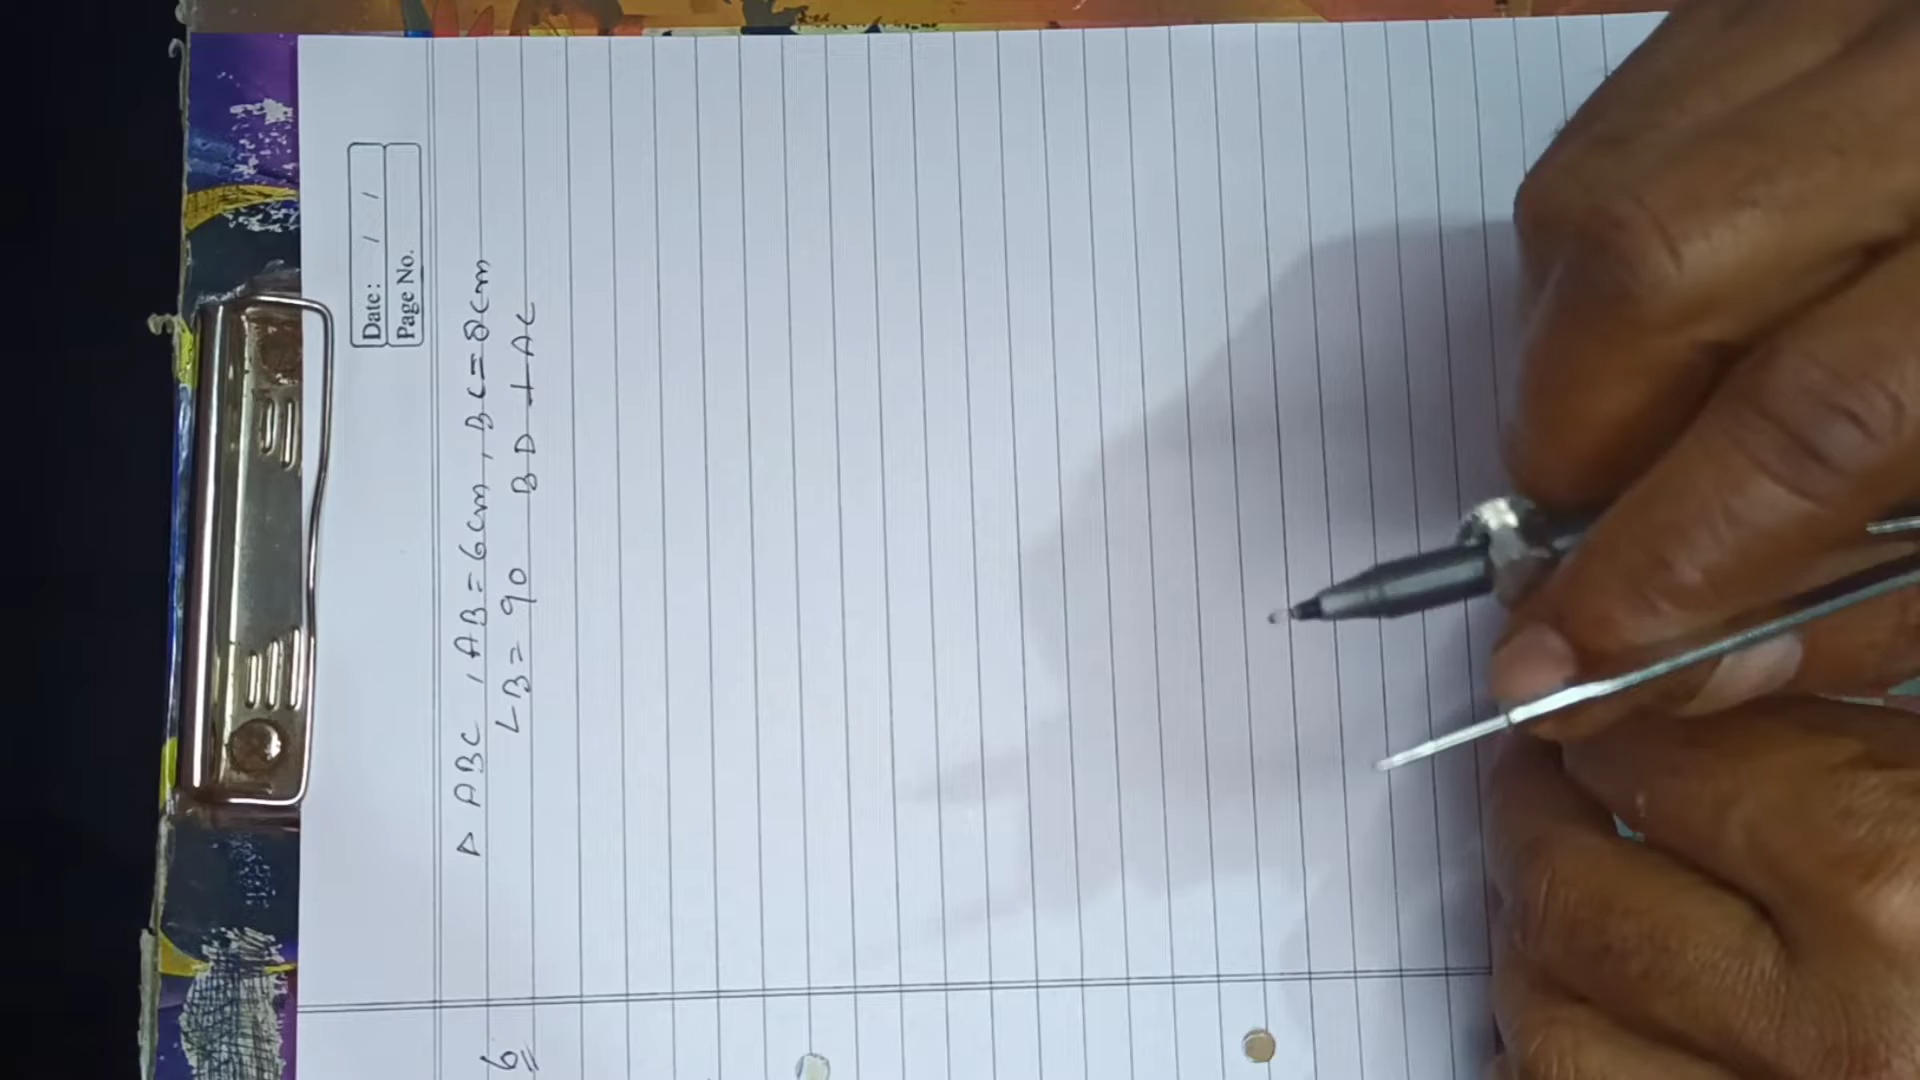 Date: / /
Page No.
6 Δ ABC , AB = 6cm , BC = 8cm
∠B = 90 BD ⊥ AC